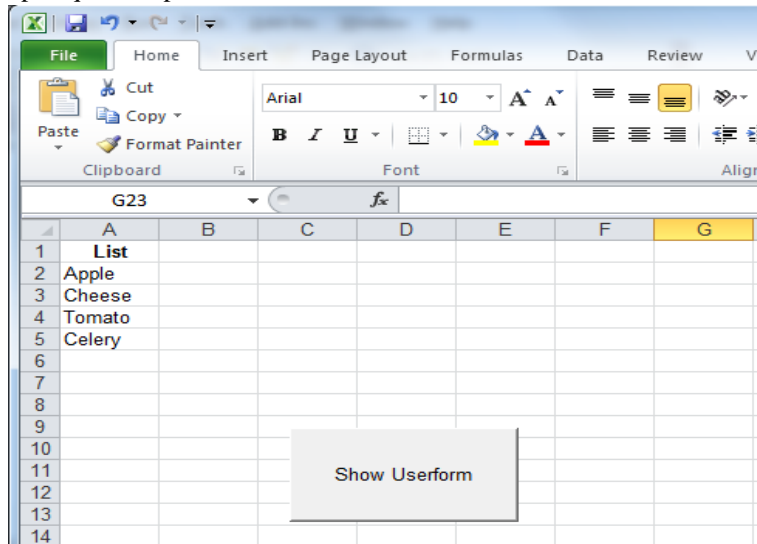 File Home Insert Page Layout Formulas Data Review V
Cut
Arial 10 A A
Copy
Paste
B I U A
Format Painter
Clipboard Font Align
G23 fx
A B C D E F G
1 List
2 Apple
3 Cheese
4 Tomato
5 Celery
6
7
8
9
10
11 Show Userform
12
13
14